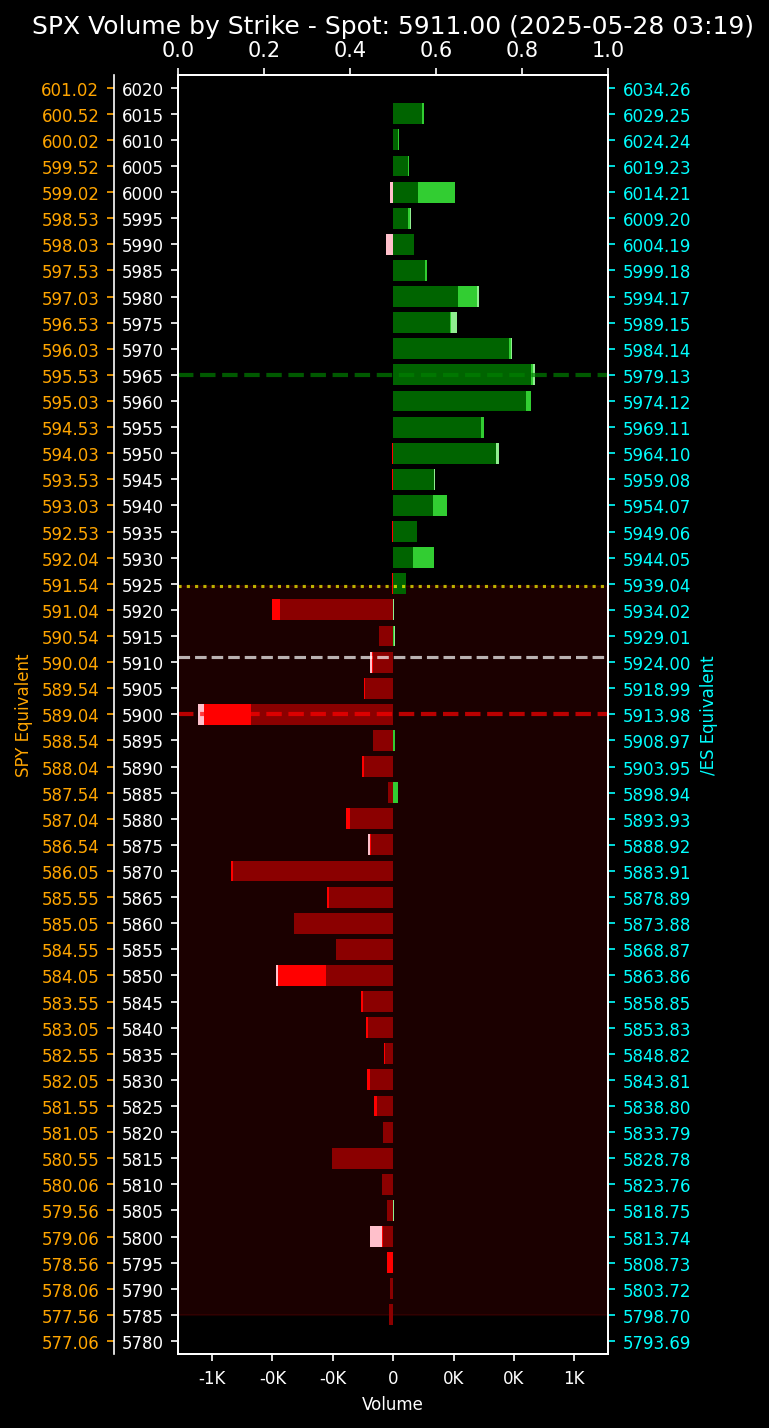 SPX Volume by Strike - Spot: 5911.00 (2025-05-28 03:19)
0.0 0.2 0.4 0.6 0.8 1.0
601.02 6020 6034.26
600.52 6015 6029.25
600.02 6010 6024.24
599.52 6005 6019.23
599.02 6000 6014.21
598.53 5995 6009.20
598.03 5990 6004.19
597.53 5985 5999.18
597.03 5980 5994.17
596.53 5975 5989.15
596.03 5970 5984.14
595.53 5965 5979.13
595.03 5960 5974.12
594.53 5955 5969.11
594.03 5950 5964.10
593.53 5945 5959.08
593.03 5940 5954.07
592.53 5935 5949.06
592.04 5930 5944.05
591.54 5925 5939.04
591.04 5920 5934.02
590.54 5915 5929.01
590.04 5910 5924.00
589.54 5905 5918.99
589.04 5900 5913.98
588.54 5895 5908.97
588.04 5890 5903.95
587.54 5885 5898.94
587.04 5880 5893.93
586.54 5875 5888.92
586.05 5870 5883.91
585.55 5865 5878.89
585.05 5860 5873.88
584.55 5855 5868.87
584.05 5850 5863.86
583.55 5845 5858.85
583.05 5840 5853.83
582.55 5835 5848.82
582.05 5830 5843.81
581.55 5825 5838.80
581.05 5820 5833.79
580.55 5815 5828.78
580.06 5810 5823.76
579.56 5805 5818.75
579.06 5800 5813.74
578.56 5795 5808.73
578.06 5790 5803.72
577.56 5785 5798.70
577.06 5780 5793.69
SPY Equivalent
/ES Equivalent
-1K -0K -0K 0 0K 0K 1K
Volume